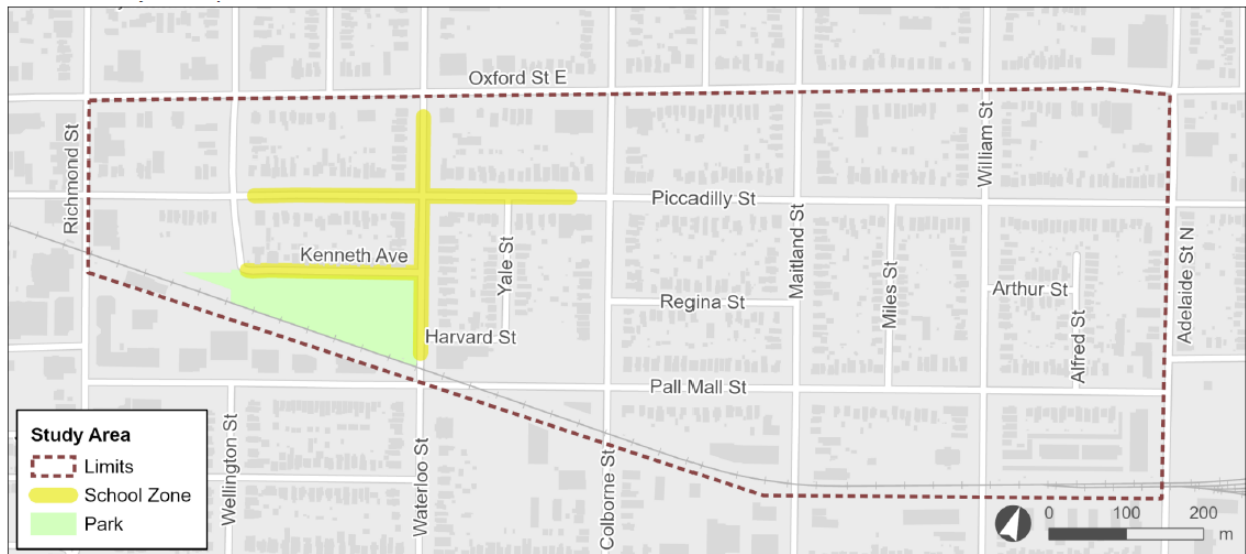 Oxford St E
Richmond St
William St
Piccadilly St
Kenneth Ave
Yale St
Maitland St
Miles St
Adelaide St N
Arthur St
Regina St
Harvard St
Alfred St
Pall Mall St
Wellington St
Waterloo St
Colborne St
Study Area
Limits
School Zone
Park
0 100 200
m